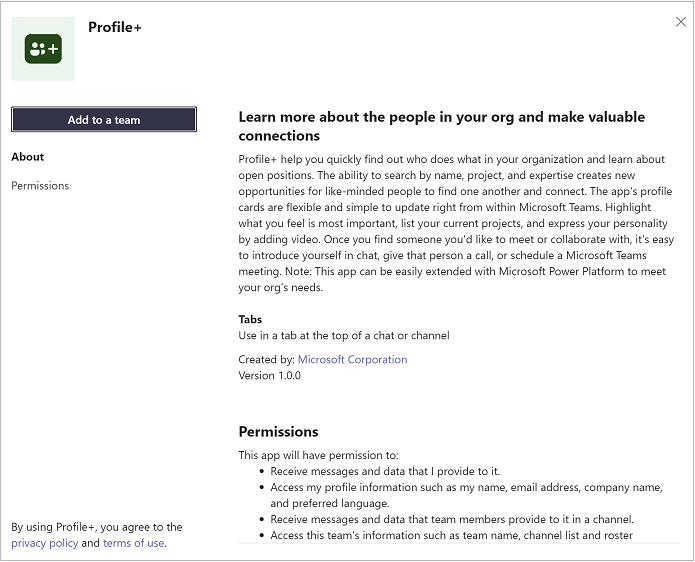 Profile+
Add to a team
About
Permissions
Learn more about the people in your org and make valuable
connections
Profile+ help you quickly find out who does what in your organization and learn about
open positions. The ability to search by name, project, and expertise creates new
opportunities for like-minded people to find one another and connect. The app's profile
cards are flexible and simple to update right from within Microsoft Teams. Highlight
what you feel is most important, list your current projects, and express your personality
by adding video. Once you find someone you'd like to meet or collaborate with, it's easy
to introduce yourself in chat, give that person a call, or schedule a Microsoft Teams
meeting. Note: This app can be easily extended with Microsoft Power Platform to meet
your org's needs.
Tabs
Use in a tab at the top of a chat or channel
Created by: Microsoft Corporation
Version 1.0.0
Permissions
This app will have permission to:
• Receive messages and data that I provide to it.
• Access my profile information such as my name, email address, company name,
and preferred language.
• Receive messages and data that team members provide to it in a channel.
• Access this team's information such as team name, channel list and roster
By using Profile+, you agree to the
privacy policy and terms of use.